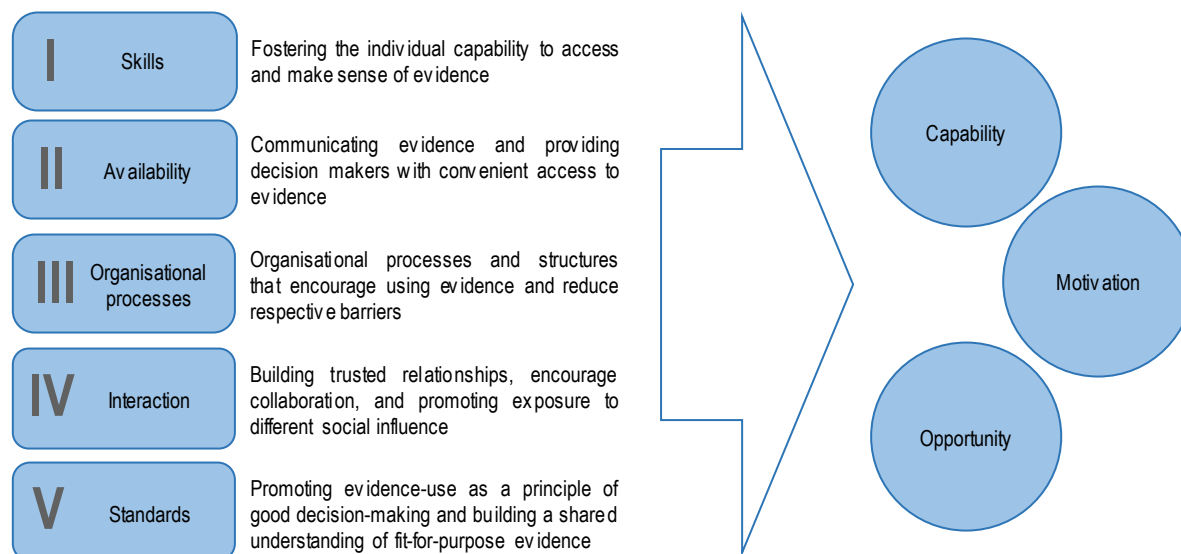 I
Skills
Fostering the individual capability to access
and make sense of evidence
II
Availability
Communicating evidence and providing
decision makers with convenient access to
evidence
III
Organisational
processes
Organisational processes and structures
that encourage using evidence and reduce
respective barriers
IV
Interaction
Building trusted relationships, encourage
collaboration, and promoting exposure to
different social influence
V
Standards
Promoting evidence-use as a principle of
good decision-making and building a shared
understanding of fit-for-purpose evidence
Capability
Motivation
Opportunity